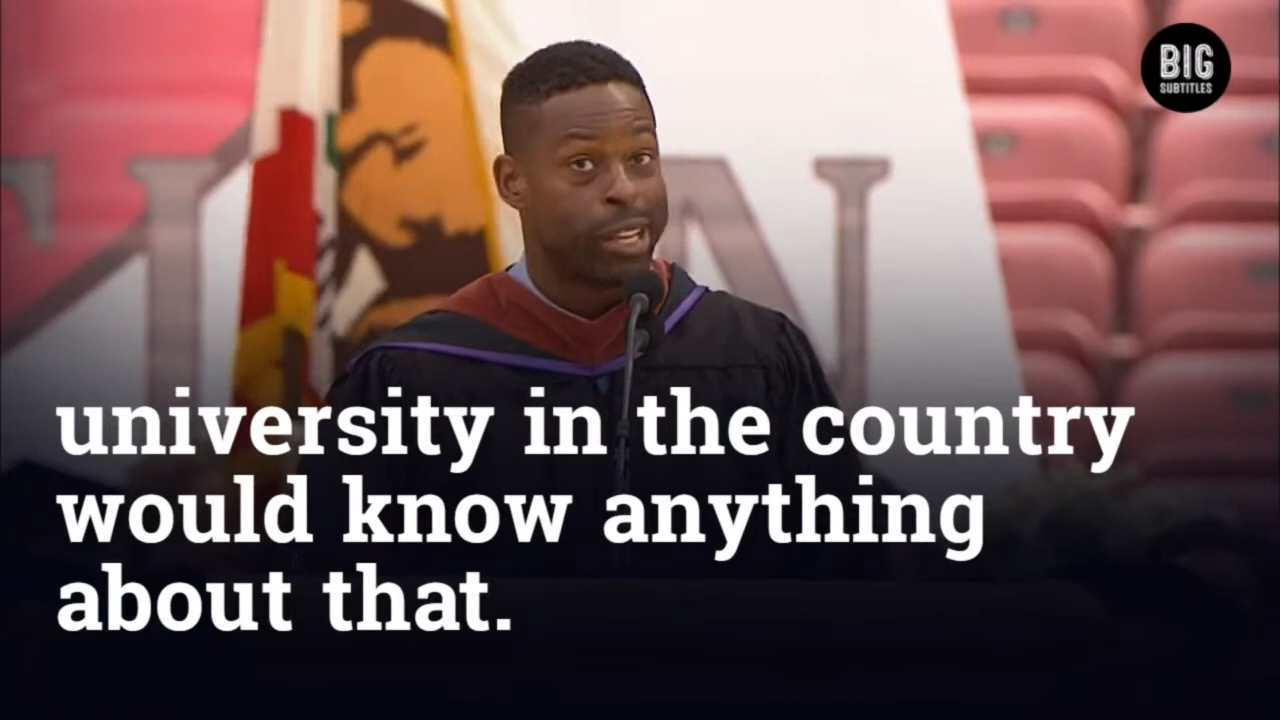 BIG
SUBTITLES
university in the country
would know anything
about that.